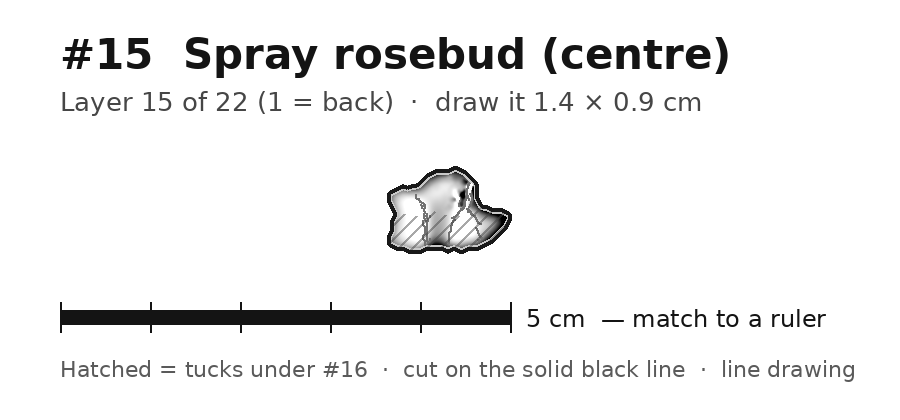 #15 Spray rosebud (centre)
Layer 15 of 22 (1 = back) · draw it 1.4 × 0.9 cm
5 cm — match to a ruler
Hatched = tucks under #16 · cut on the solid black line · line drawing